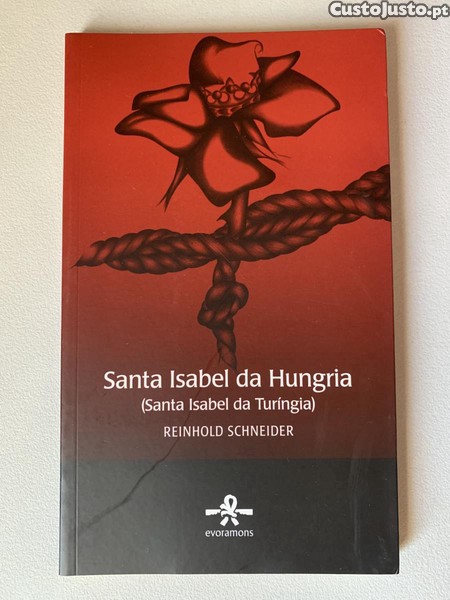 CustoJusto.pt
Santa Isabel da Hungria
(Santa Isabel da Turíngia)
REINHOLD SCHNEIDER
evoramons